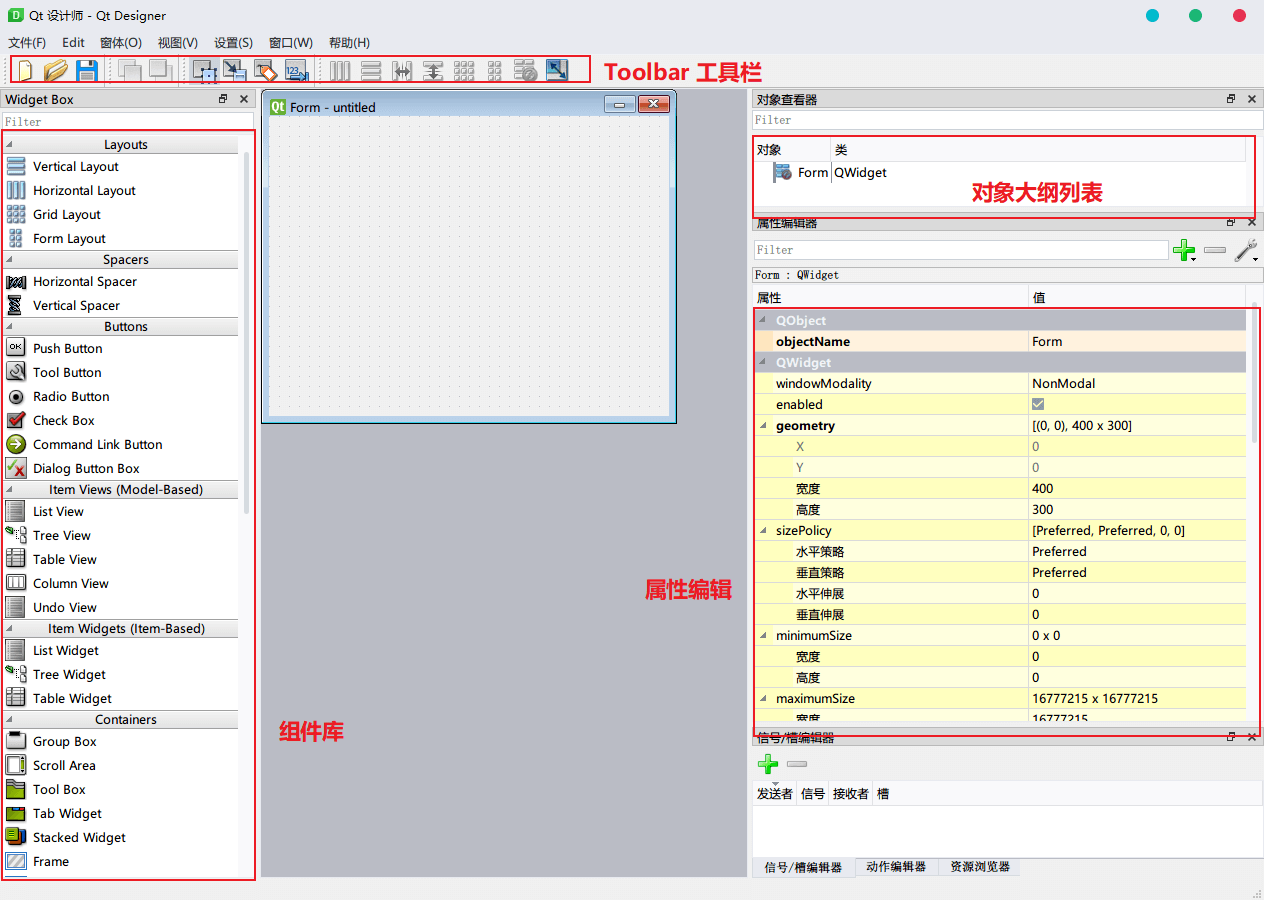 Qt 设计师 - Qt Designer
文件(F) Edit 窗体(O) 视图(V) 设置(S) 窗口(W) 帮助(H)
Toolbar 工具栏
Widget Box
Filter
Layouts
Vertical Layout
Horizontal Layout
Grid Layout
Form Layout
Spacers
Horizontal Spacer
Vertical Spacer
Buttons
OK
Push Button
Tool Button
Radio Button
Check Box
Command Link Button
Dialog Button Box
Item Views (Model-Based)
List View
Tree View
Table View
Column View
Undo View
Item Widgets (Item-Based)
List Widget
Tree Widget
Table Widget
Containers
Group Box
Scroll Area
Tool Box
Tab Widget
Stacked Widget
Frame
Qt Form - untitled
组件库
对象查看器
Filter
对象 类
Form QWidget
对象大纲列表
属性编辑器
Filter
Form : QWidget
属性 值
QObject
objectName Form
QWidget
windowModality NonModal
enabled
geometry [(0, 0), 400 x 300]
X 0
Y 0
宽度 400
高度 300
sizePolicy [Preferred, Preferred, 0, 0]
水平策略 Preferred
垂直策略 Preferred
水平伸展 0
垂直伸展 0
minimumSize 0 x 0
宽度 0
高度 0
maximumSize 16777215 x 16777215
宽度 16777215
属性编辑
信号/槽编辑器
发送者 信号 接收者 槽
信号/槽编辑器 动作编辑器 资源浏览器